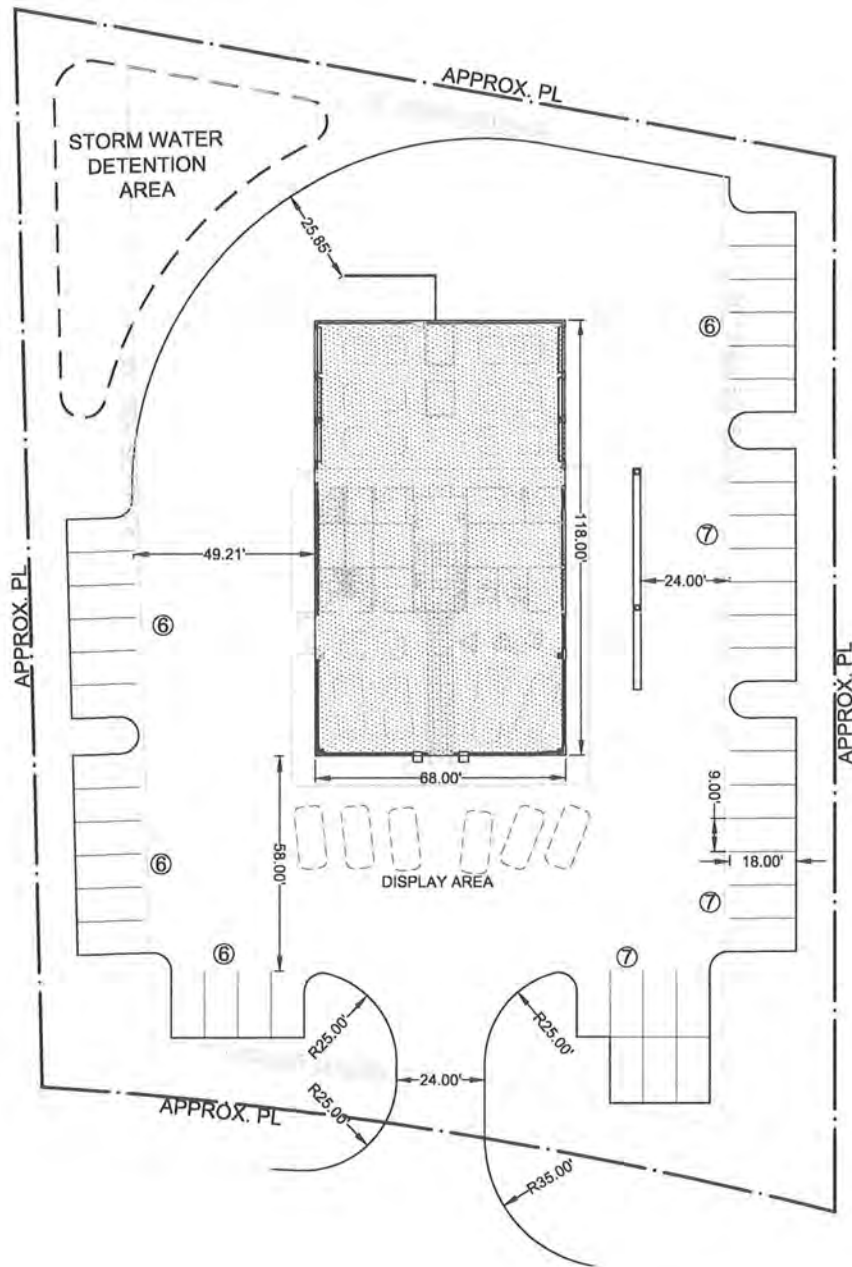 APPROX. PL
STORM WATER
DETENTION
AREA
25.85'
⑥
118.00'
⑦
49.21'
24.00'
APPROX. PL
⑥
APPROX. PL
68.00'
9.00'
58.00'
18.00'
⑥
DISPLAY AREA
⑦
⑥
⑦
R25.00'
R25.00'
24.00'
R25.00'
APPROX. PL
R35.00'